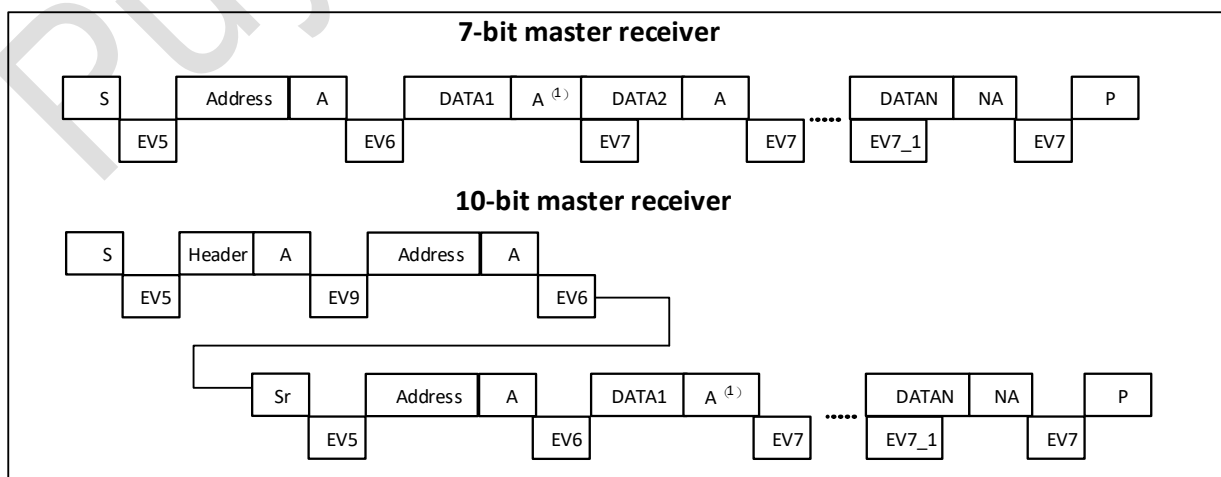 7-bit master receiver
S Address A DATA1 A (1) DATA2 A DATAN NA P
EV5 EV6 EV7 EV7 EV7_1 EV7
10-bit master receiver
S Header A Address A
EV5 EV9 EV6
Sr Address A DATA1 A (1) DATAN NA P
EV5 EV6 EV7 EV7_1 EV7